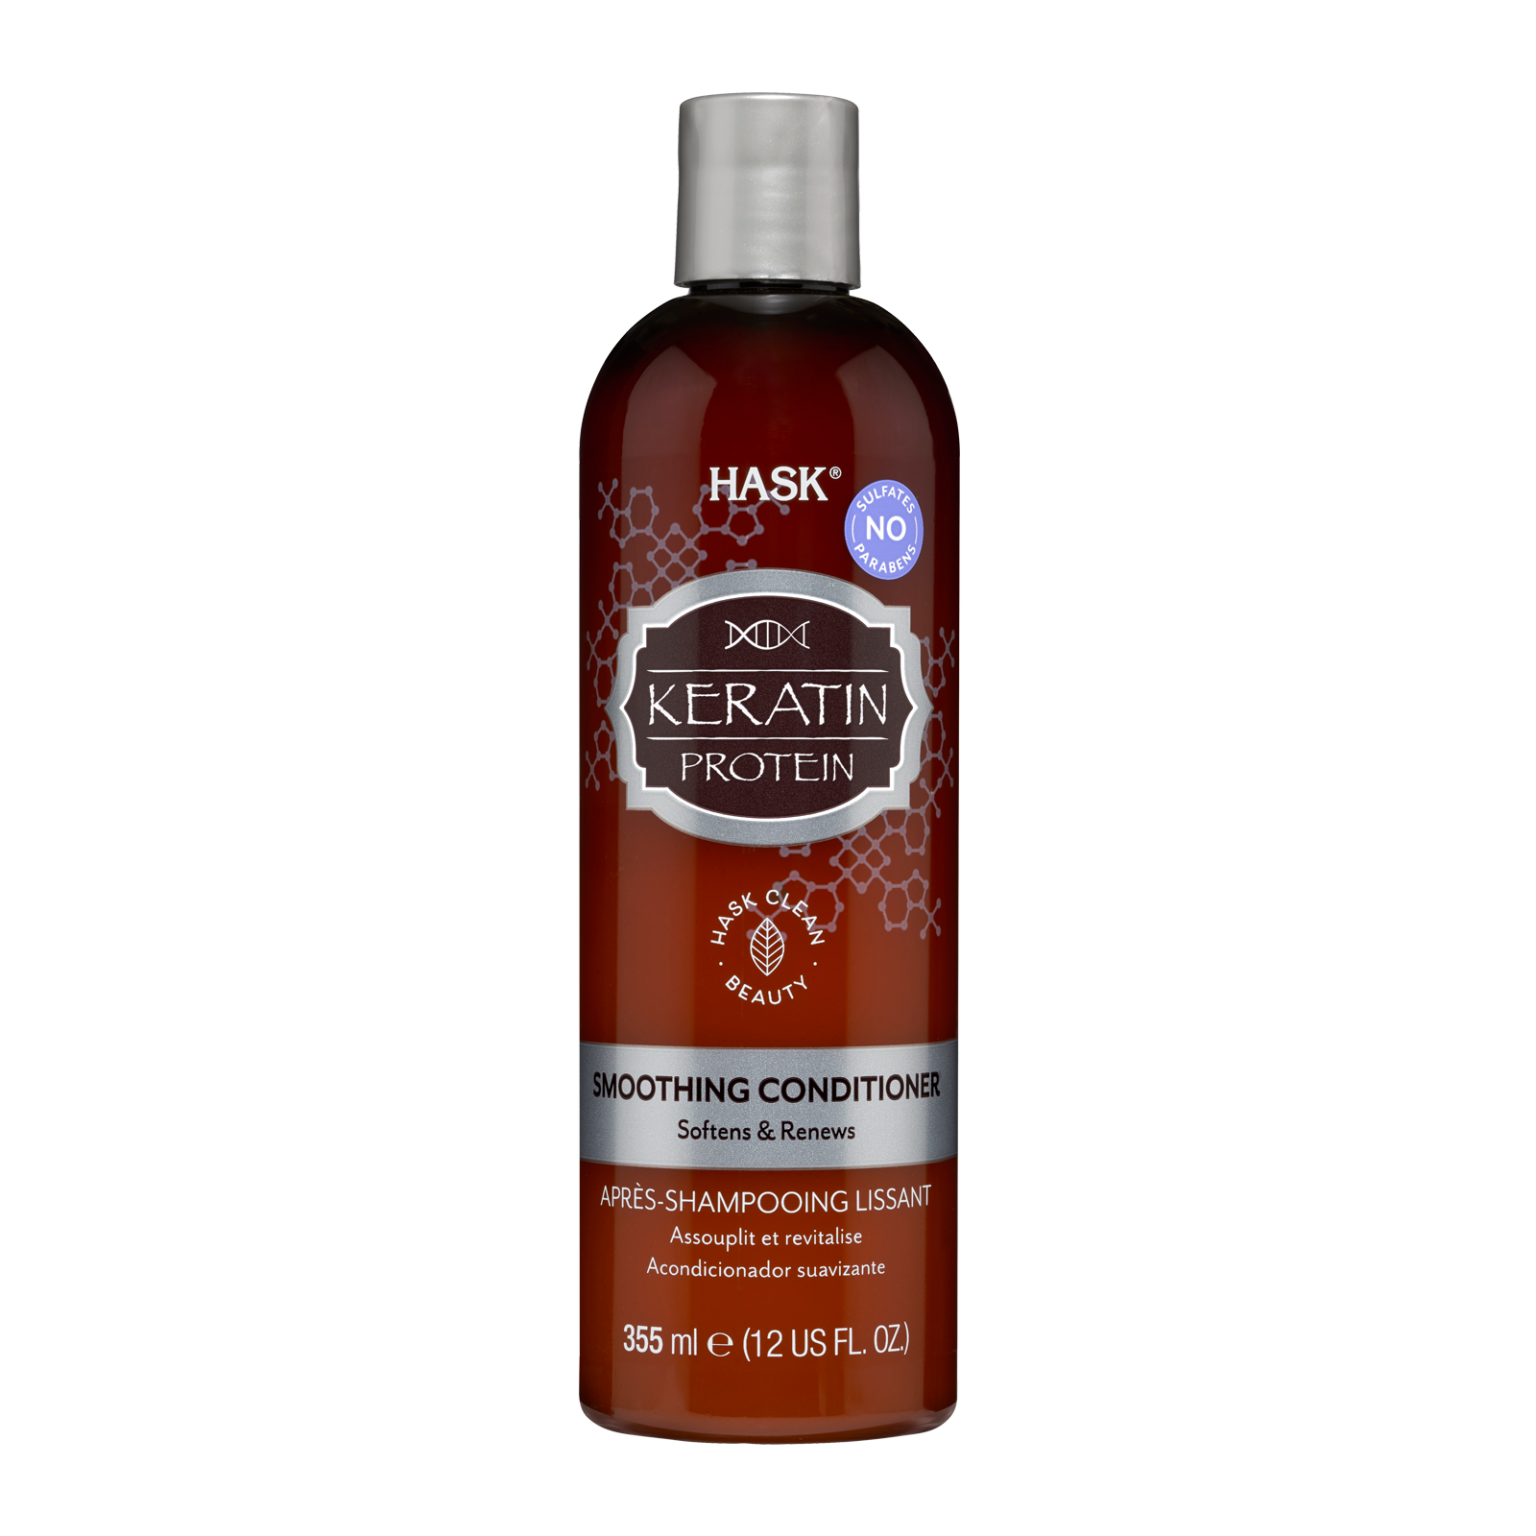 HASK®
SULFATES
NO
PARABENS
KERATIN
PROTEIN
HASK CLEAN
· BEAUTY ·
SMOOTHING CONDITIONER
Softens & Renews
APRÈS-SHAMPOOING LISSANT
Assouplit et revitalise
Acondicionador suavizante
355 ml ℮ (12 US FL. OZ.)